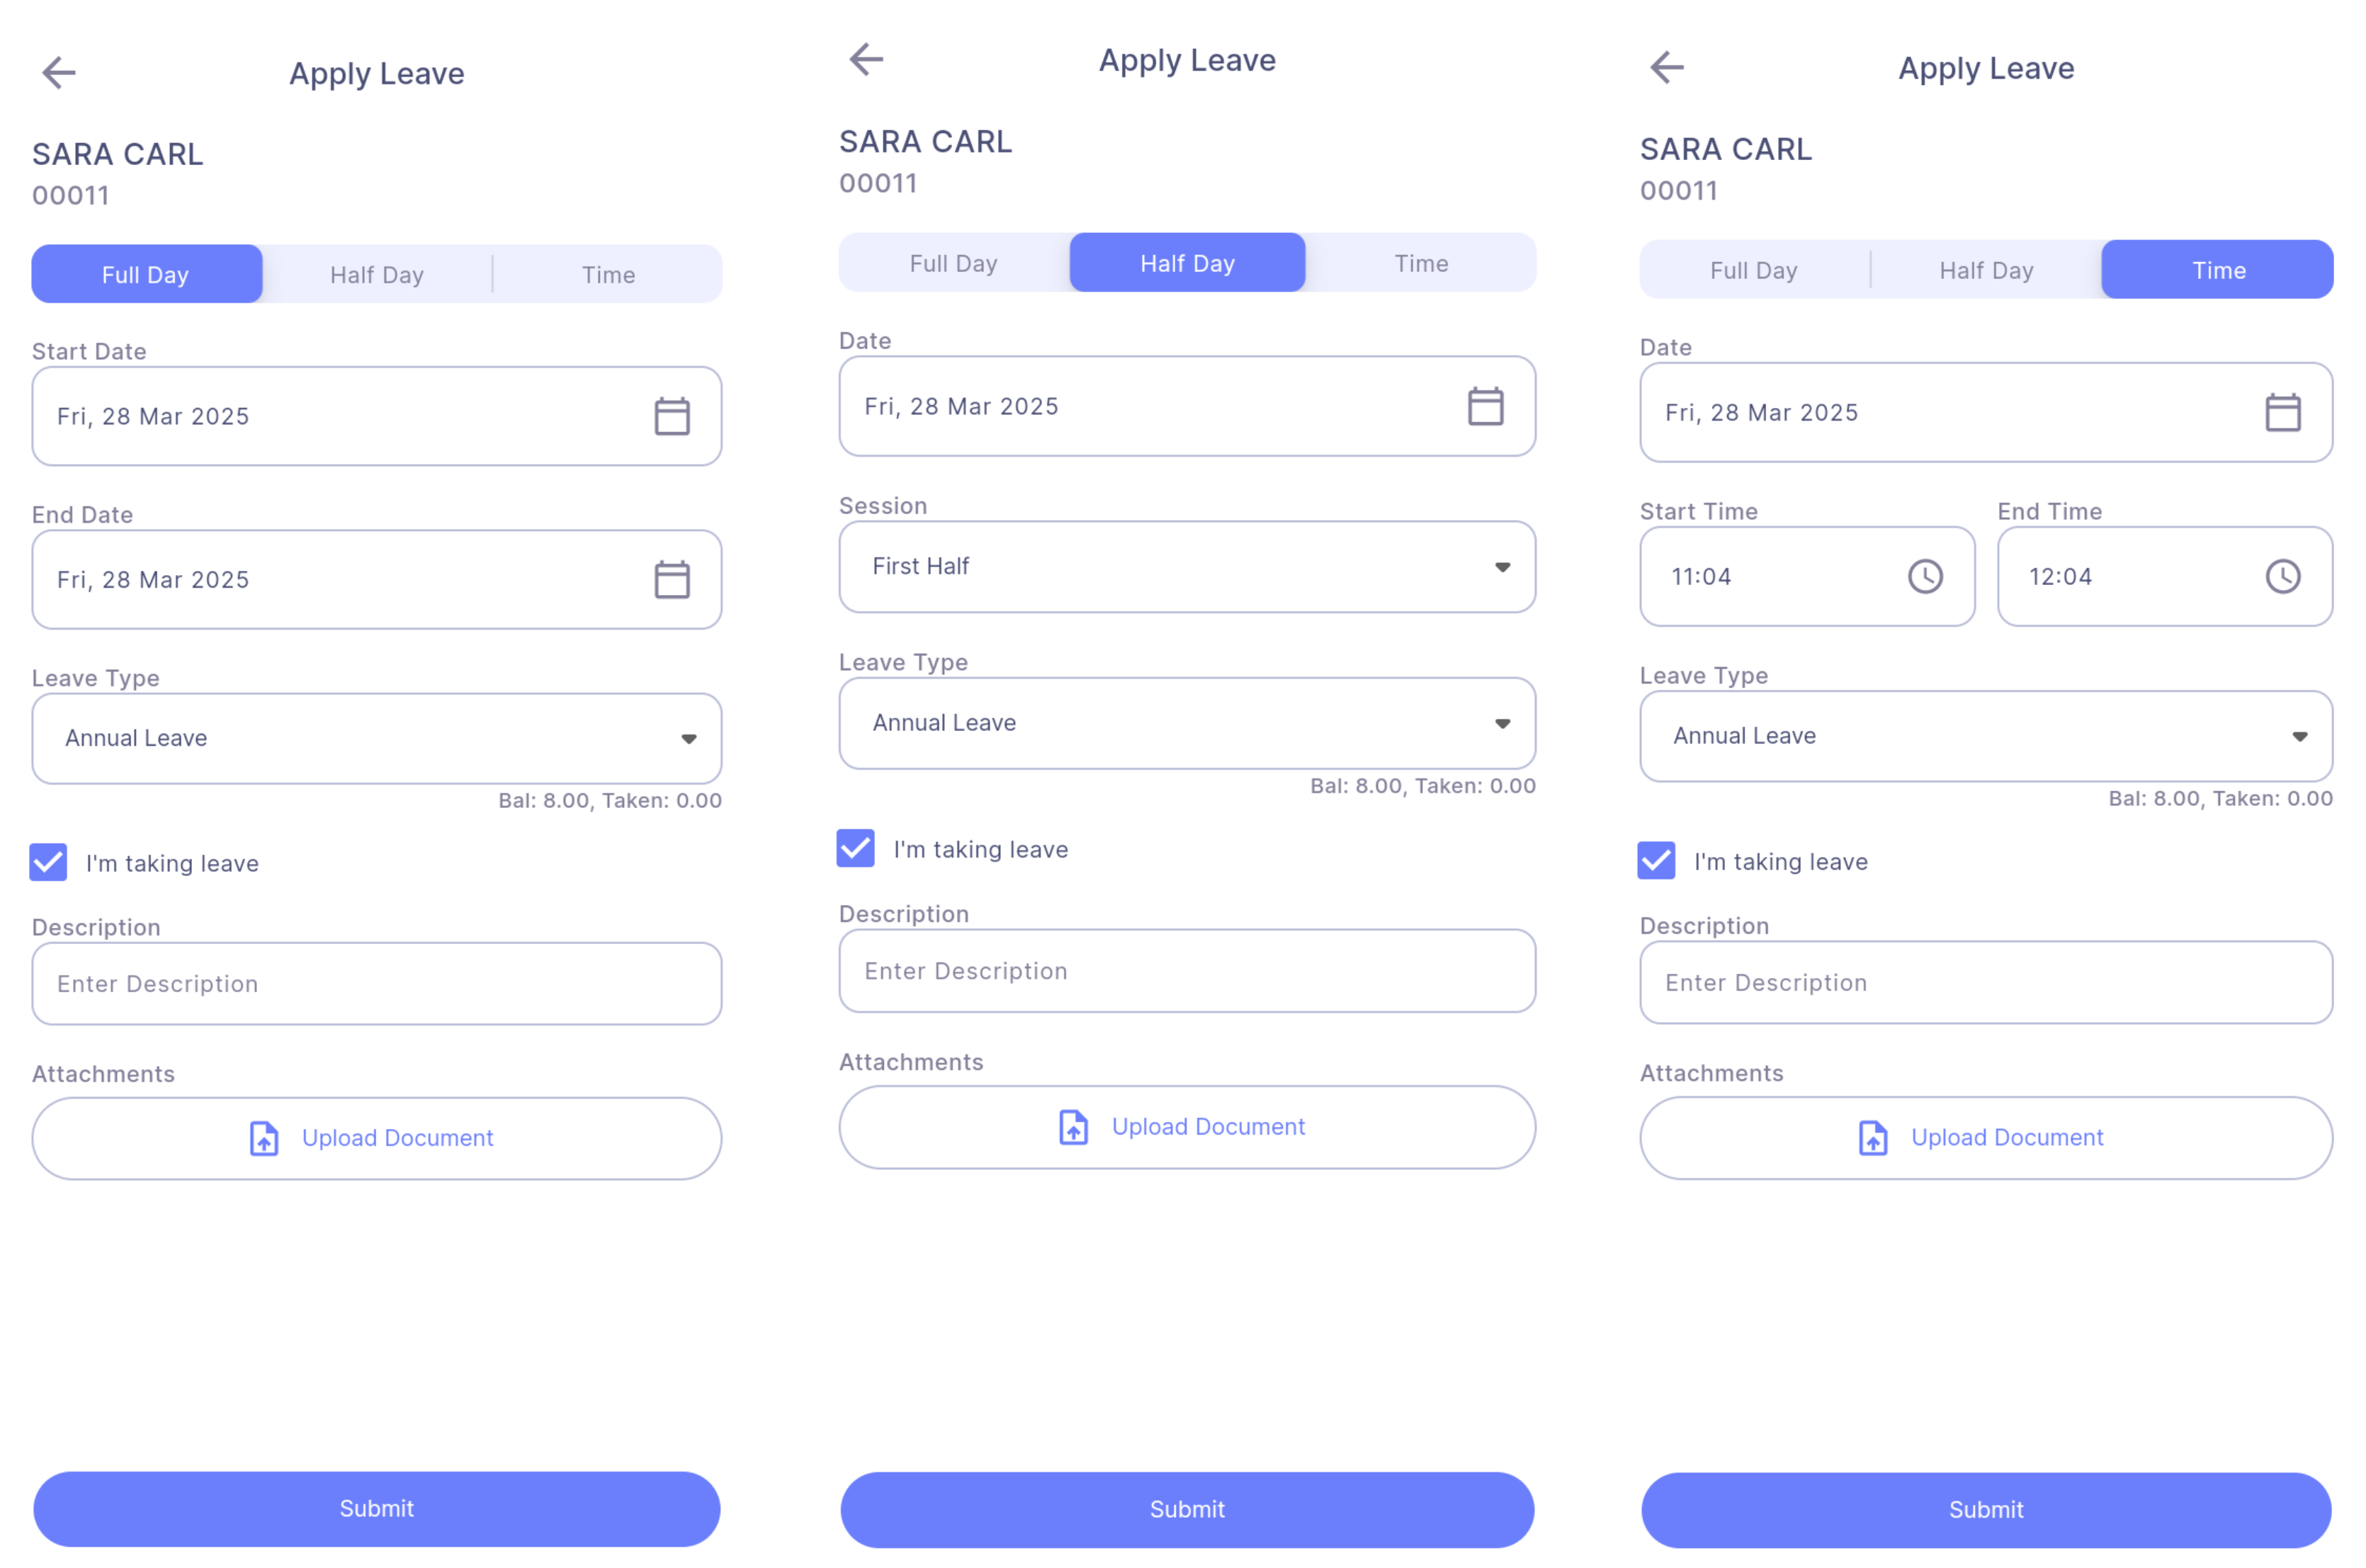 Apply Leave
SARA CARL
00011
Full Day Half Day Time
Start Date
Fri, 28 Mar 2025
End Date
Fri, 28 Mar 2025
Leave Type
Annual Leave
Bal: 8.00, Taken: 0.00
I'm taking leave
Description
Enter Description
Attachments
Upload Document
Submit
Apply Leave
SARA CARL
00011
Full Day Half Day Time
Date
Fri, 28 Mar 2025
Session
First Half
Leave Type
Annual Leave
Bal: 8.00, Taken: 0.00
I'm taking leave
Description
Enter Description
Attachments
Upload Document
Submit
Apply Leave
SARA CARL
00011
Full Day Half Day Time
Date
Fri, 28 Mar 2025
Start Time End Time
11:04 12:04
Leave Type
Annual Leave
Bal: 8.00, Taken: 0.00
I'm taking leave
Description
Enter Description
Attachments
Upload Document
Submit